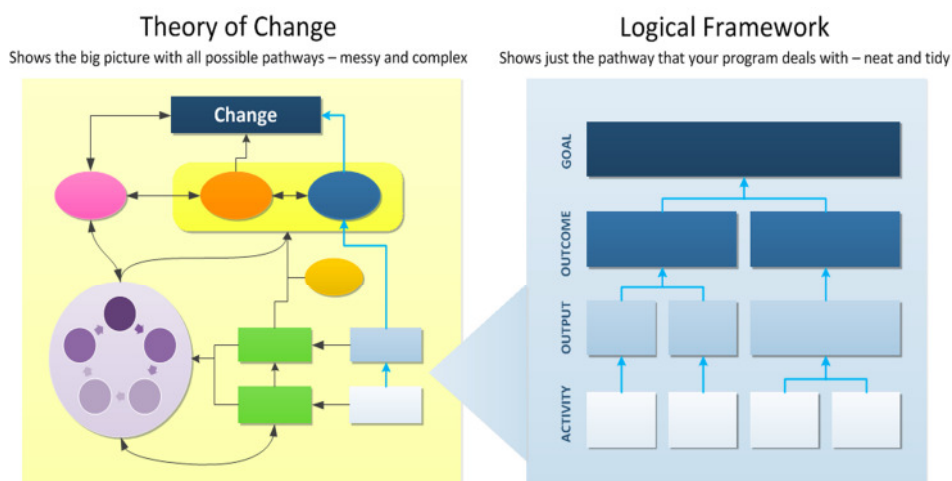 Theory of Change
Shows the big picture with all possible pathways – messy and complex
Change
Logical Framework
Shows just the pathway that your program deals with – neat and tidy
GOAL
OUTCOME
OUTPUT
ACTIVITY